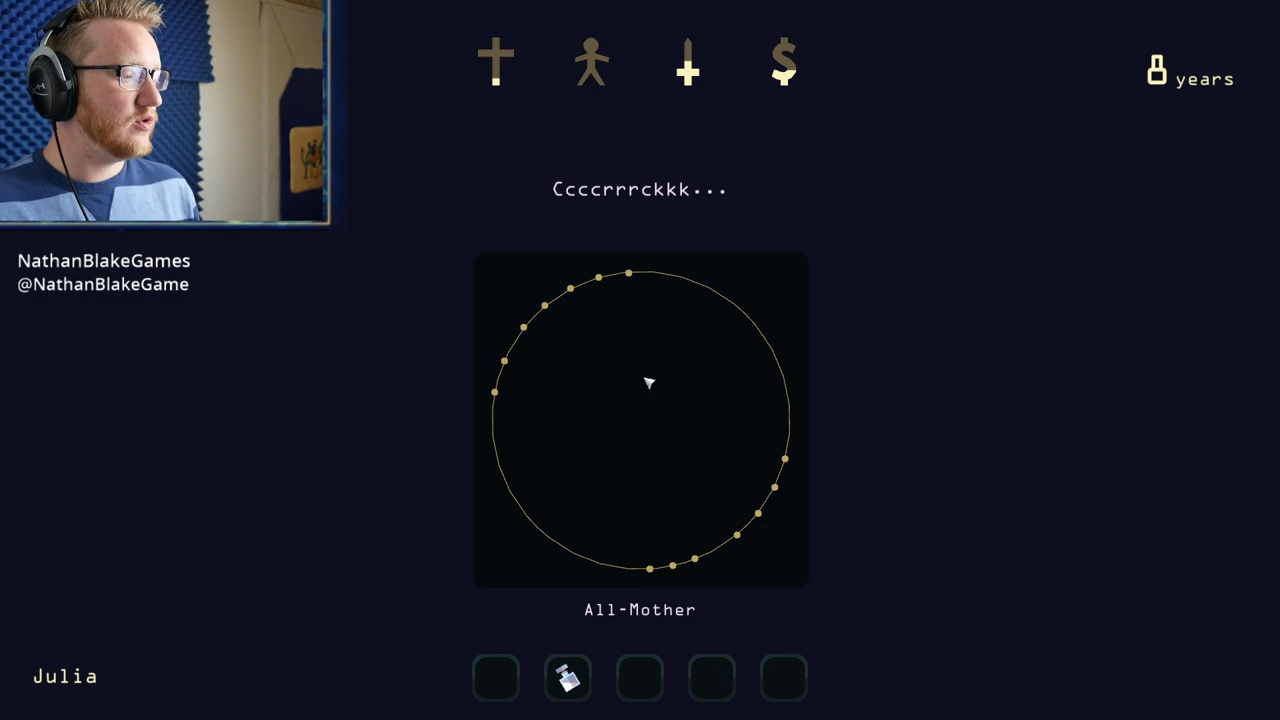 8 years
Ccccrrrckkk...
NathanBlakeGames
@NathanBlakeGame
All-Mother
Julia